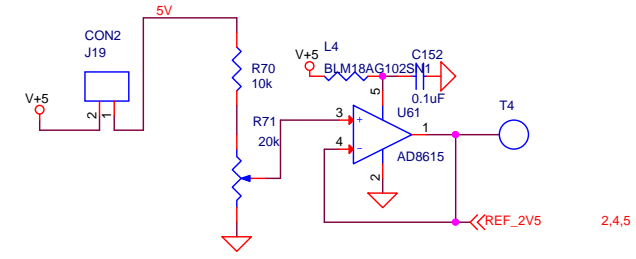 5V
CON2
J19
V+5
2
1
R70
10k
R71
20k
V+5
L4
BLM18AG102SN1
C152
0.1uF
5
U61
3
+
4
-
1
AD8615
2
T4
REF_2V5
2,4,5